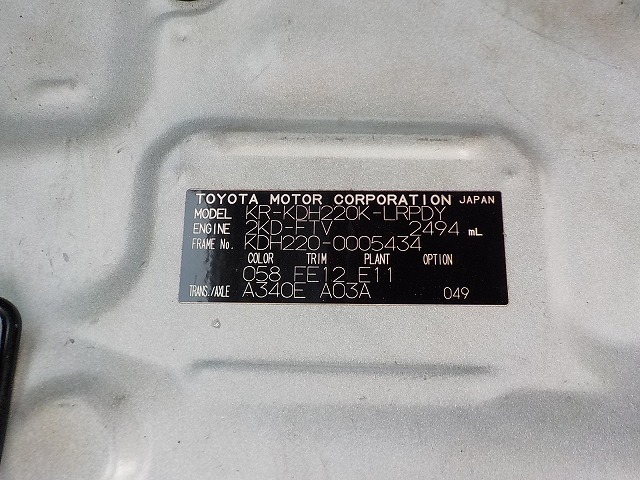 TOYOTA MOTOR CORPORATION JAPAN
MODEL KR-KDH220K-LRPDY
ENGINE 2KD-FTV 2494 mL
FRAME No. KDH220-0005434
COLOR TRIM PLANT OPTION
058 FE12 E11
TRANS./AXLE A340E A03A 049